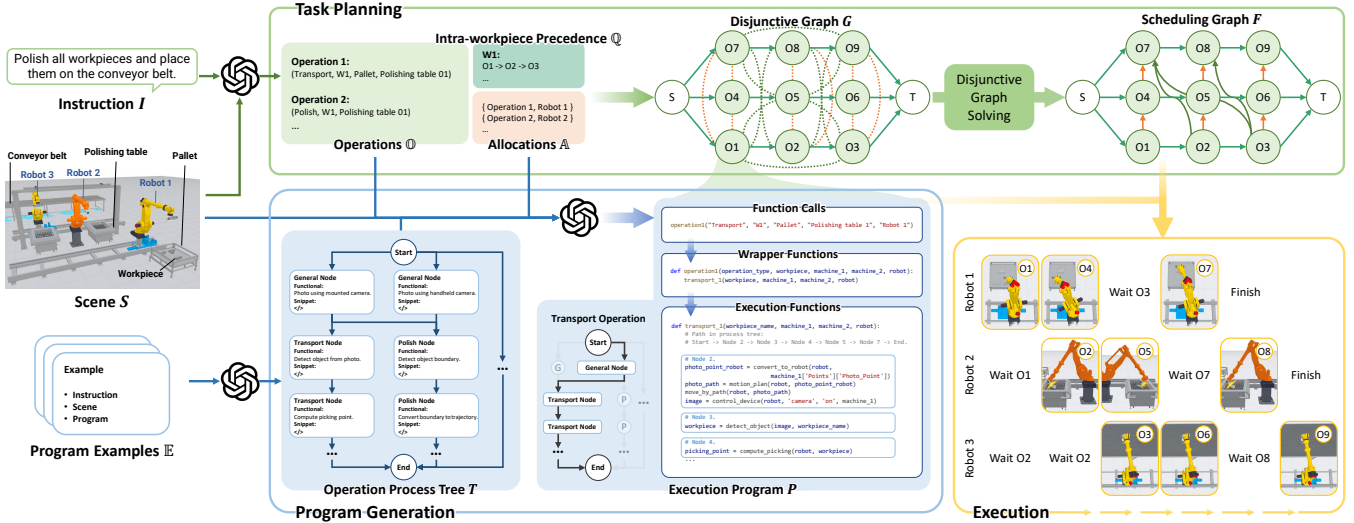 Task Planning
Polish all workpieces and place
them on the conveyor belt.
Instruction I
Operation 1:
(Transport, W1, Pallet, Polishing table 01)
Operation 2:
(Polish, W1, Polishing table 01)
...
Operations 𝕆
Intra-workpiece Precedence ℚ
W1:
O1 -> O2 -> O3
...
{ Operation 1, Robot 1 }
{ Operation 2, Robot 2 }
...
Allocations 𝔸
Disjunctive Graph G
O7
O8
O9
S
O4
O5
O6
T
O1
O2
O3
Disjunctive
Graph
Solving
Scheduling Graph F
O7
O8
O9
S
O4
O5
O6
T
O1
O2
O3
Conveyor belt
Polishing table
Pallet
Robot 3
Robot 2
Robot 1
Workpiece
Scene S
Example
• Instruction
• Scene
• Program
Program Examples 𝔼
Start
General Node
Functional:
Photo using mounted camera.
Snippet:
</>
General Node
Functional:
Photo using handheld camera.
Snippet:
</>
Transport Node
Functional:
Detect object from photo.
Snippet:
</>
Polish Node
Functional:
Detect object boundary.
Snippet:
</>
...
Transport Node
Functional:
Compute picking point.
Snippet:
</>
Polish Node
Functional:
Convert boundary to trajectory.
Snippet:
</>
...
...
End
Operation Process Tree T
Program Generation
Transport Operation
Start
G
General Node
Transport Node
P
...
Transport Node
P
...
...
End
Function Calls
operation1("Transport", "W1", "Pallet", "Polishing table 1", "Robot 1")
Wrapper Functions
def operation1(operation_type, workpiece, machine_1, machine_2, robot):
transport_1(workpiece, machine_1, machine_2, robot)
Execution Functions
def transport_1(workpiece_name, machine_1, machine_2, robot):
# Path in process tree:
# Start -> Node 2 -> Node 3 -> Node 4 -> Node 5 -> Node 7 -> End.
# Node 2.
photo_point_robot = convert_to_robot(robot,
machine_1['Points']['Photo_Point'])
photo_path = motion_plan(robot, photo_point_robot)
move_by_path(robot, photo_path)
image = control_device(robot, 'camera', 'on', machine_1)
# Node 3.
workpiece = detect_object(image, workpiece_name)
# Node 4.
picking_point = compute_picking(robot, workpiece)
...
Execution Program P
Robot 1
O1
O4
Wait O3
O7
Finish
Robot 2
Wait O1
O2
O5
Wait O7
O8
Finish
Robot 3
Wait O2
Wait O2
O3
O6
Wait O8
O9
Execution